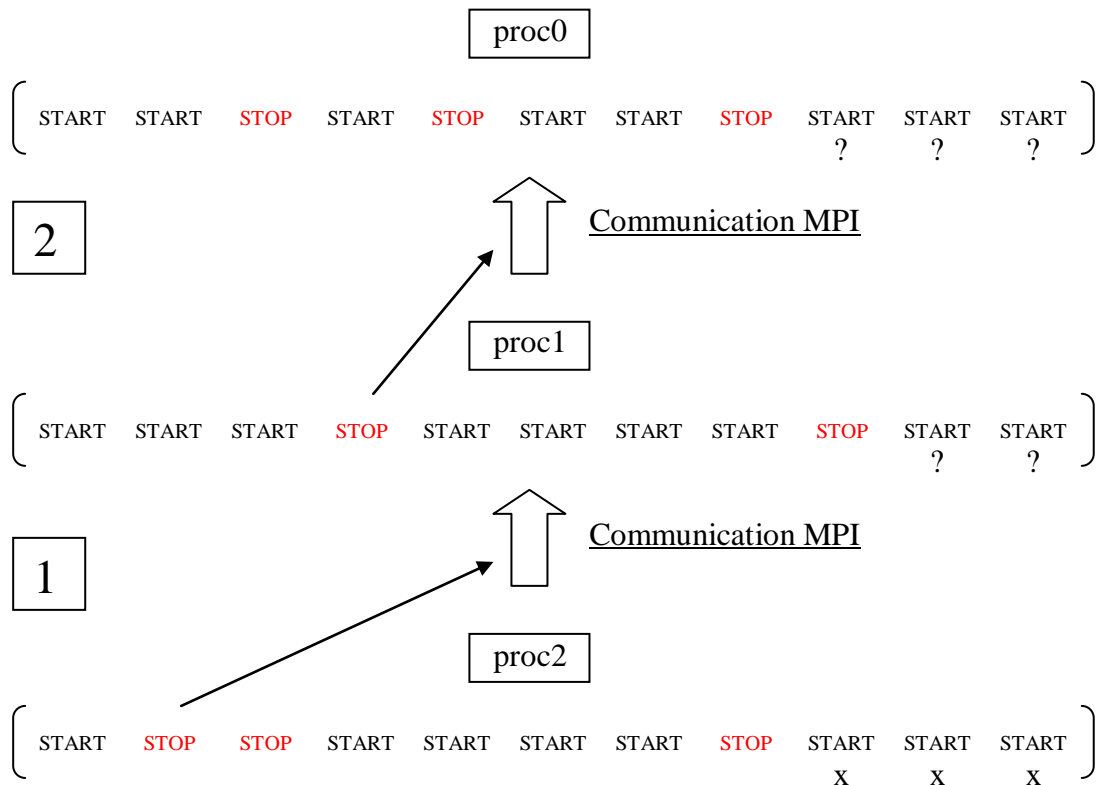 proc0
START START STOP START STOP START START STOP START START START
? ? ?
2
Communication MPI
proc1
START START START STOP START START START START STOP START START
? ?
1
Communication MPI
proc2
START STOP STOP START START START START STOP START START START
x x x